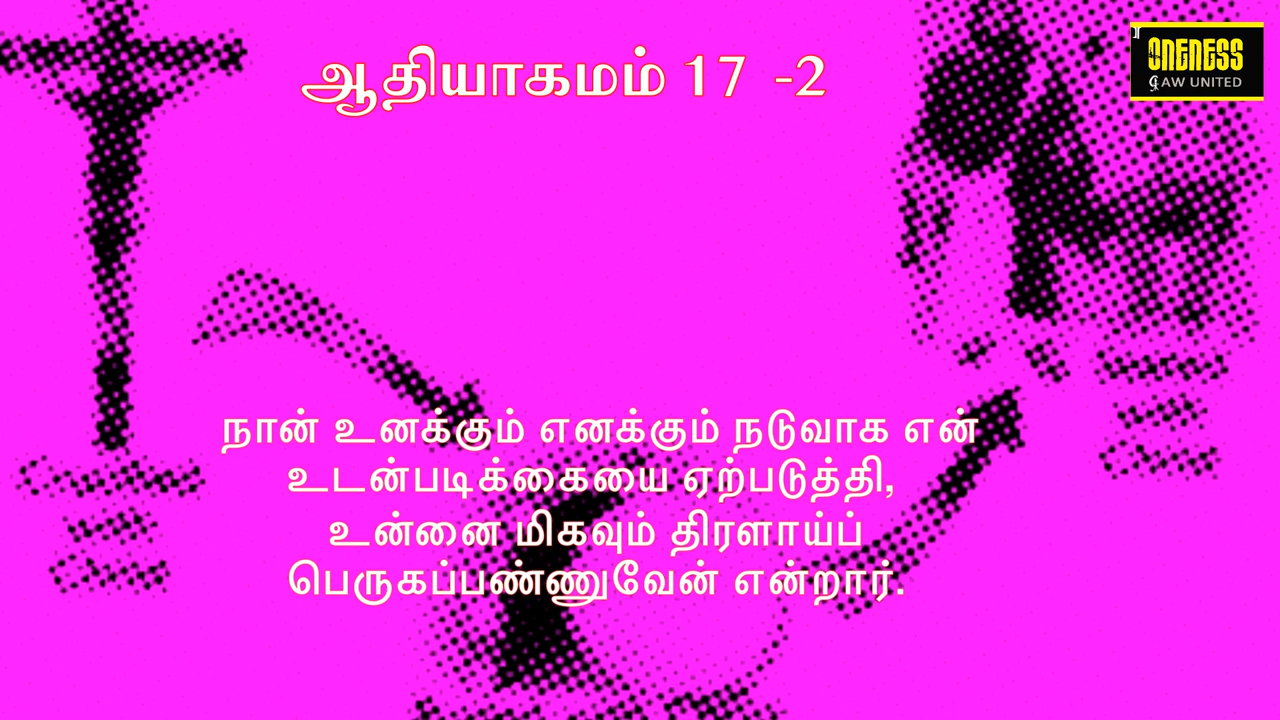 ஆதியாகமம் 17 -2
ONENESS
AW UNITED
நான் உனக்கும் எனக்கும் நடுவாக என்
உடன்படிக்கையை ஏற்படுத்தி,
உன்னை மிகவும் திரளாய்ப்
பெருகப்பண்ணுவேன் என்றார்.